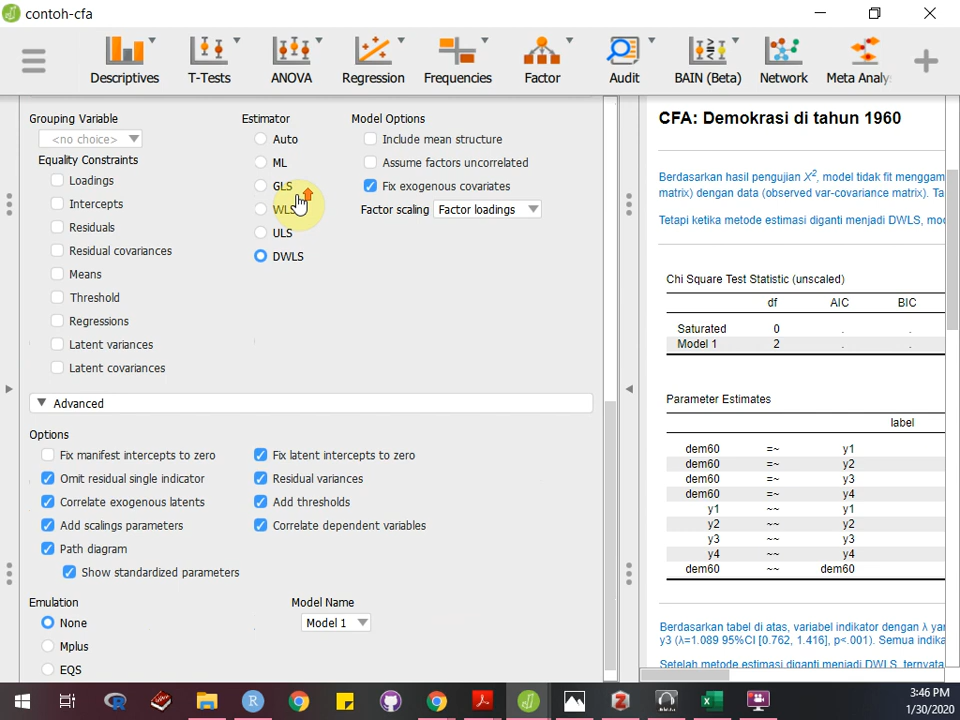 contoh-cfa
Descriptives
T-Tests
ANOVA
Regression
Frequencies
Factor
Audit
BAIN (Beta)
Network
Meta Analy
Grouping Variable
<no choice>
Equality Constraints
Loadings
Intercepts
Residuals
Residual covariances
Means
Threshold
Regressions
Latent variances
Latent covariances
Estimator
Auto
ML
GLS
WLS
ULS
DWLS
Model Options
Include mean structure
Assume factors uncorrelated
Fix exogenous covariates
Factor scaling Factor loadings
Advanced
Options
Fix manifest intercepts to zero
Omit residual single indicator
Correlate exogenous latents
Add scalings parameters
Path diagram
Show standardized parameters
Fix latent intercepts to zero
Residual variances
Add thresholds
Correlate dependent variables
Emulation
None
Mplus
EQS
Model Name
Model 1
CFA: Demokrasi di tahun 1960
Berdasarkan hasil pengujian X², model tidak fit menggam
matrix) dengan data (observed var-covariance matrix). Ta
Tetapi ketika metode estimasi diganti menjadi DWLS, mod
Chi Square Test Statistic (unscaled)
df AIC BIC
Saturated 0 . .
Model 1 2 . .
Parameter Estimates
label
dem60 =~ y1
dem60 =~ y2
dem60 =~ y3
dem60 =~ y4
y1 ~~ y1
y2 ~~ y2
y3 ~~ y3
y4 ~~ y4
dem60 ~~ dem60
Berdasarkan tabel di atas, variabel indikator dengan λ yan
y3 (λ=1.089 95%CI [0.762, 1.416], p<.001). Semua indika
Setelah metode estimasi diganti menjadi DWLS, ternyata
3:46 PM
1/30/2020